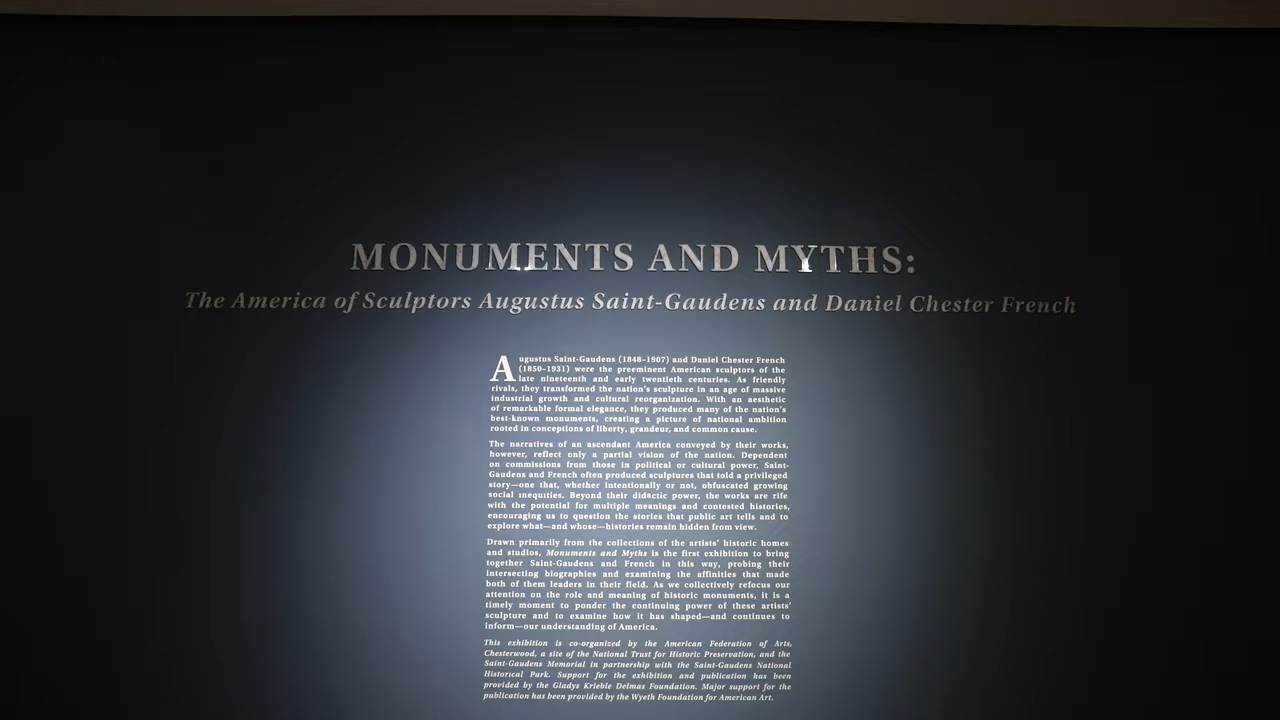 MONUMENTS AND MYTHS:
The America of Sculptors Augustus Saint-Gaudens and Daniel Chester French
Augustus Saint-Gaudens (1848–1907) and Daniel Chester French
(1850–1931) were the preeminent American sculptors of the
late nineteenth and early twentieth centuries. As friendly
rivals, they transformed the nation's sculpture in an age of massive
industrial growth and cultural reorganization. With an aesthetic
of remarkable formal elegance, they produced many of the nation's
best-known monuments, creating a picture of national ambition
rooted in conceptions of liberty, grandeur, and common cause.
The narratives of an ascendant America conveyed by their works,
however, reflect only a partial vision of the nation. Dependent
on commissions from those in political or cultural power, Saint-
Gaudens and French often produced sculptures that told a privileged
story—one that, whether intentionally or not, obfuscated growing
social inequities. Beyond their didactic power, the works are rife
with the potential for multiple meanings and contested histories,
encouraging us to question the stories that public art tells and to
explore what—and whose—histories remain hidden from view.
Drawn primarily from the collections of the artists' historic homes
and studios, Monuments and Myths is the first exhibition to bring
together Saint-Gaudens and French in this way, probing their
intersecting biographies and examining the affinities that made
both of them leaders in their field. As we collectively refocus our
attention on the role and meaning of historic monuments, it is a
timely moment to ponder the continuing power of these artists'
sculpture and to examine how it has shaped—and continues to
inform—our understanding of America.
This exhibition is co-organized by the American Federation of Arts,
Chesterwood, a site of the National Trust for Historic Preservation, and the
Saint-Gaudens Memorial in partnership with the Saint-Gaudens National
Historical Park. Support for the exhibition and publication has been
provided by the Gladys Krieble Delmas Foundation. Major support for the
publication has been provided by the Wyeth Foundation for American Art.